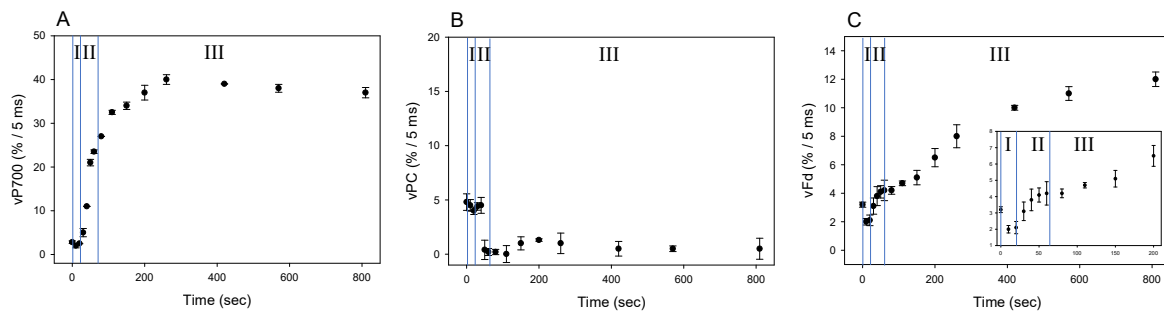 A
I II III
vP700 (% / 5 ms)
50
40
30
20
10
0
0 200 400 600 800
Time (sec)
B
I II III
vPC (% / 5 ms)
20
15
10
5
0
0 200 400 600 800
Time (sec)
C
I II III
vFd (% / 5 ms)
14
12
10
8
6
4
2
0
0 200 400 600 800
Time (sec)
I II III
8
7
6
5
4
3
2
1
0 50 100 150 200